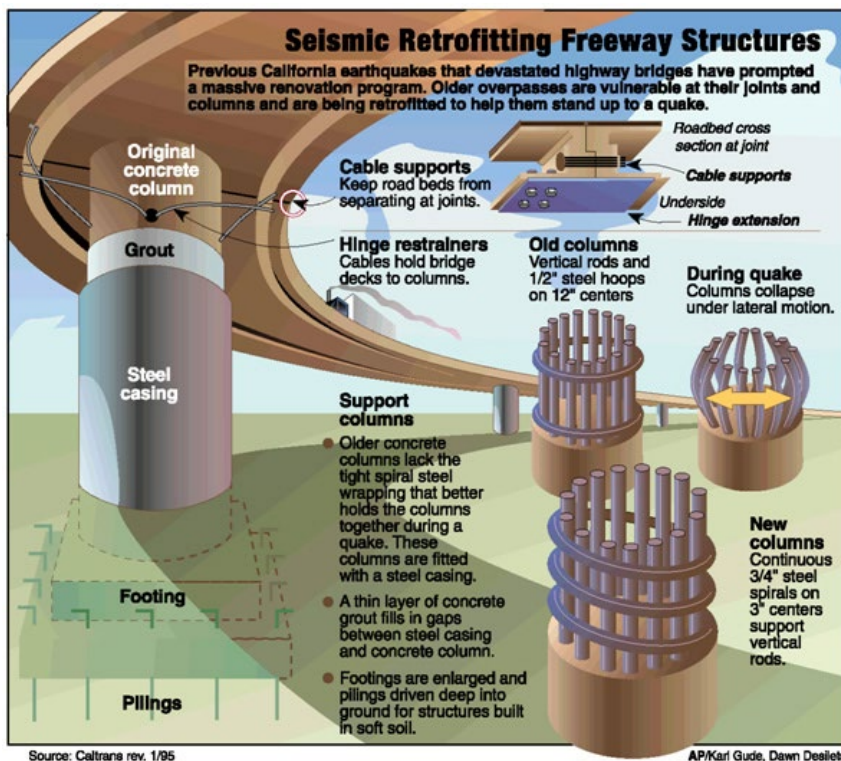 Seismic Retrofitting Freeway Structures
Previous California earthquakes that devastated highway bridges have prompted
a massive renovation program. Older overpasses are vulnerable at their joints and
columns and are being retrofitted to help them stand up to a quake.
Original
concrete
column
Grout
Steel
casing
Footing
Pilings
Cable supports
Keep road beds from
separating at joints.
Hinge restrainers
Cables hold bridge
decks to columns.
Roadbed cross
section at joint
Cable supports
Underside
Hinge extension
Old columns
Vertical rods and
1/2" steel hoops
on 12" centers
During quake
Columns collapse
under lateral motion.
Support
columns
● Older concrete
columns lack the
tight spiral steel
wrapping that better
holds the columns
together during a
quake. These
columns are fitted
with a steel casing.
● A thin layer of concrete
grout fills in gaps
between steel casing
and concrete column.
● Footings are enlarged and
pilings driven deep into
ground for structures built
in soft soil.
New
columns
Continuous
3/4" steel
spirals on
3" centers
support
vertical
rods.
Source: Caltrans rev. 1/95
AP/Karl Gude, Dawn Desilets